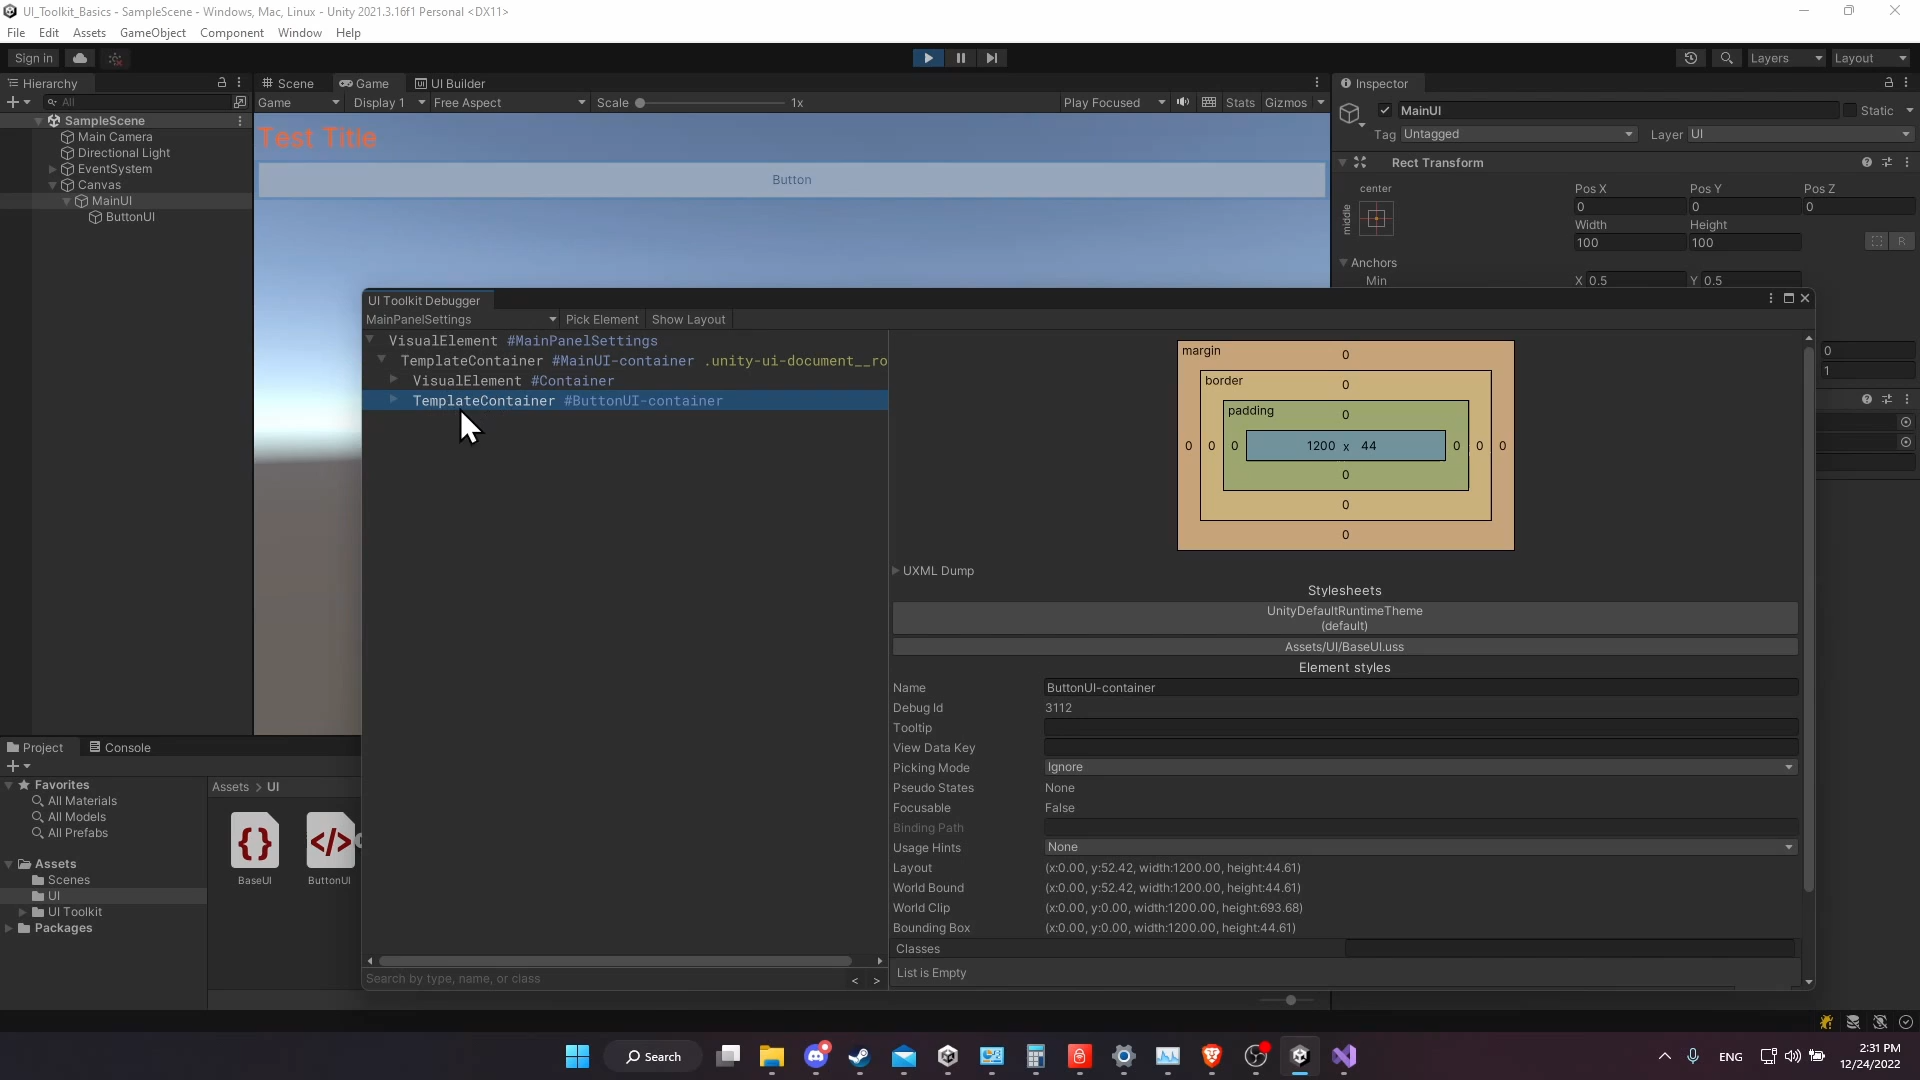 UI_Toolkit_Basics - SampleScene - Windows, Mac, Linux - Unity 2021.3.16f1 Personal <DX11>
File Edit Assets GameObject Component Window Help
Sign in
Layers
Layout
Hierarchy
Scene
Game
UI Builder
Inspector
All
Game
Display 1
Free Aspect
Scale
1x
Play Focused
Stats
Gizmos
MainUI
Static
SampleScene
Main Camera
Directional Light
EventSystem
Canvas
MainUI
ButtonUI
Test Title
Button
Tag Untagged
Layer UI
Rect Transform
center
middle
Pos X
Pos Y
Pos Z
0
0
0
Width
Height
100
100
R
Anchors
Min
X 0.5
Y 0.5
0
1
UI Toolkit Debugger
MainPanelSettings
Pick Element
Show Layout
VisualElement #MainPanelSettings
TemplateContainer #MainUI-container .unity-ui-document__ro
VisualElement #Container
TemplateContainer #ButtonUI-container
margin
0
border
0
padding
0
0 0 0 1200 x 44 0 0 0
0
0
0
UXML Dump
Stylesheets
UnityDefaultRuntimeTheme
(default)
Assets/UI/BaseUI.uss
Element styles
Name ButtonUI-container
Debug Id 3112
Tooltip
View Data Key
Picking Mode Ignore
Pseudo States None
Focusable False
Binding Path
Usage Hints None
Layout (x:0.00, y:52.42, width:1200.00, height:44.61)
World Bound (x:0.00, y:52.42, width:1200.00, height:44.61)
World Clip (x:0.00, y:0.00, width:1200.00, height:693.68)
Bounding Box (x:0.00, y:0.00, width:1200.00, height:44.61)
Classes
List is Empty
Search by type, name, or class
< >
Project
Console
Favorites
All Materials
All Models
All Prefabs
Assets
Scenes
UI
UI Toolkit
Packages
Assets > UI
BaseUI
ButtonUI
Search
ENG
2:31 PM
12/24/2022